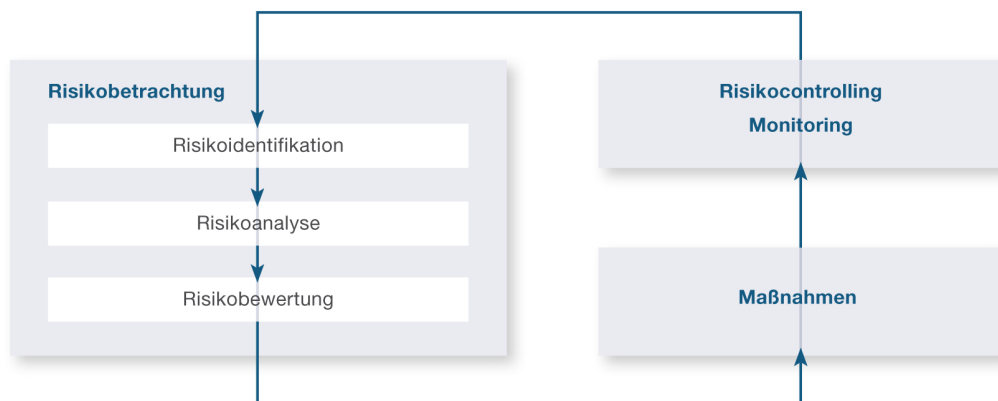 Risikobetrachtung
Risikoidentifikation
Risikoanalyse
Risikobewertung
Risikocontrolling
Monitoring
Maßnahmen